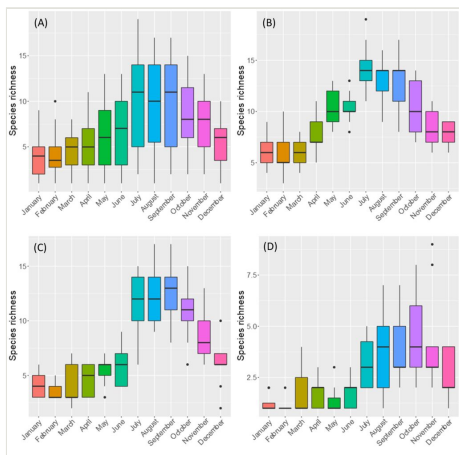 (A)
Species richness
15
10
5
January
February
March
April
May
June
July
August
September
October
November
December
(B)
Species richness
15
10
5
January
February
March
April
May
June
July
August
September
October
November
December
(C)
Species richness
15
10
5
January
February
March
April
May
June
July
August
September
October
November
December
(D)
Species richness
7.5
5.0
2.5
January
February
March
April
May
June
July
August
September
October
November
December